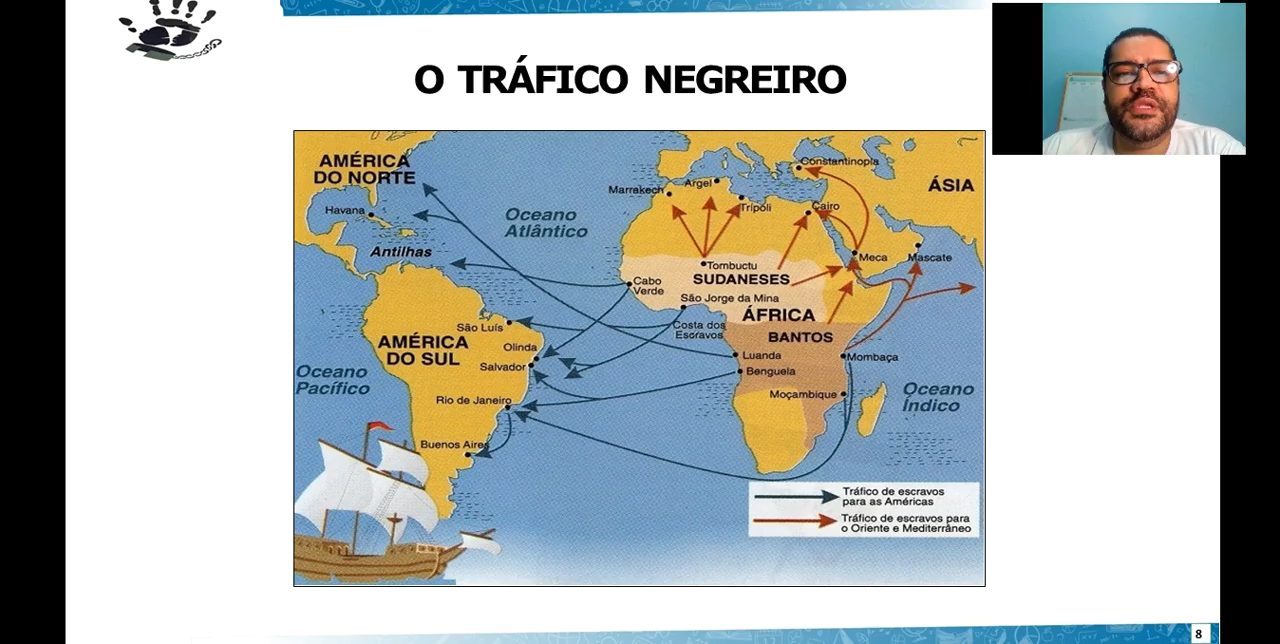 O TRÁFICO NEGREIRO
AMÉRICA
DO NORTE
Havana
Antilhas
Oceano
Atlântico
Marrakech
Argel
Trípoli
Constantinopla
Cairo
ÁSIA
Meca
Mascate
Tombuctu
SUDANESES
Cabo
Verde
São Jorge da Mina
ÁFRICA
Costa dos
Escravos
BANTOS
São Luís
AMÉRICA
DO SUL
Olinda
Salvador
Luanda
Benguela
Mombaça
Oceano
Pacífico
Rio de Janeiro
Moçambique
Oceano
Índico
Buenos Aires
Tráfico de escravos
para as Américas
Tráfico de escravos para
o Oriente e Mediterrâneo
8